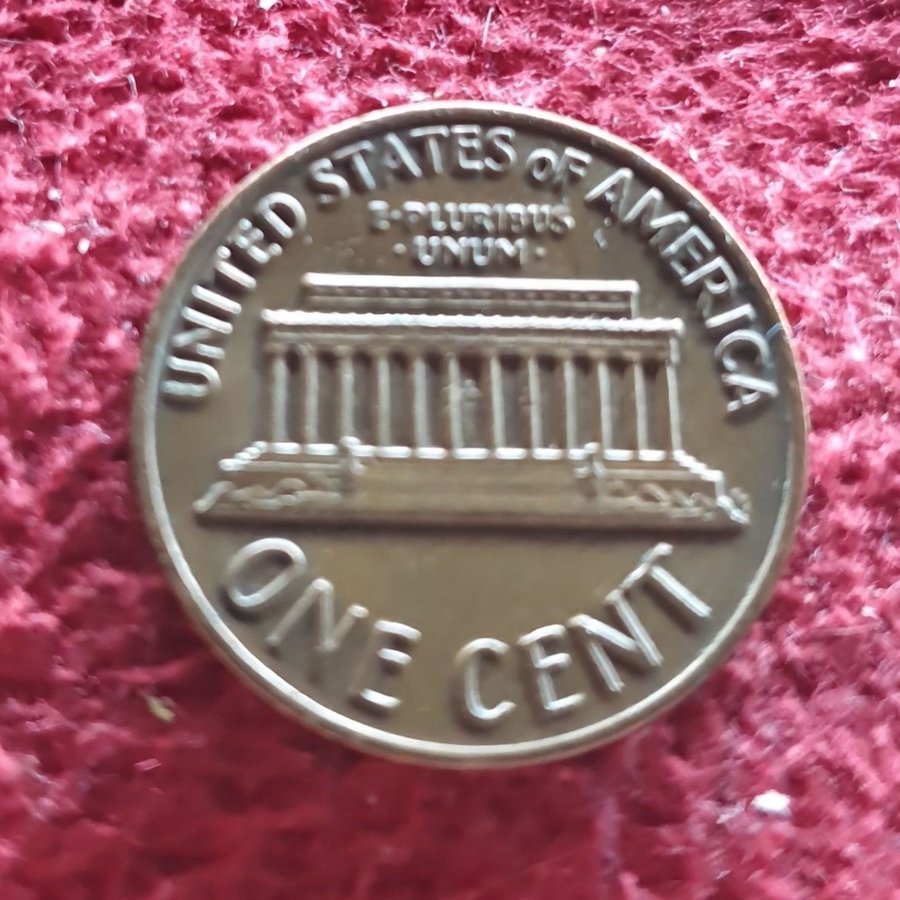 UNITED STATES OF AMERICA
E·PLURIBUS
·UNUM·
ONE CENT